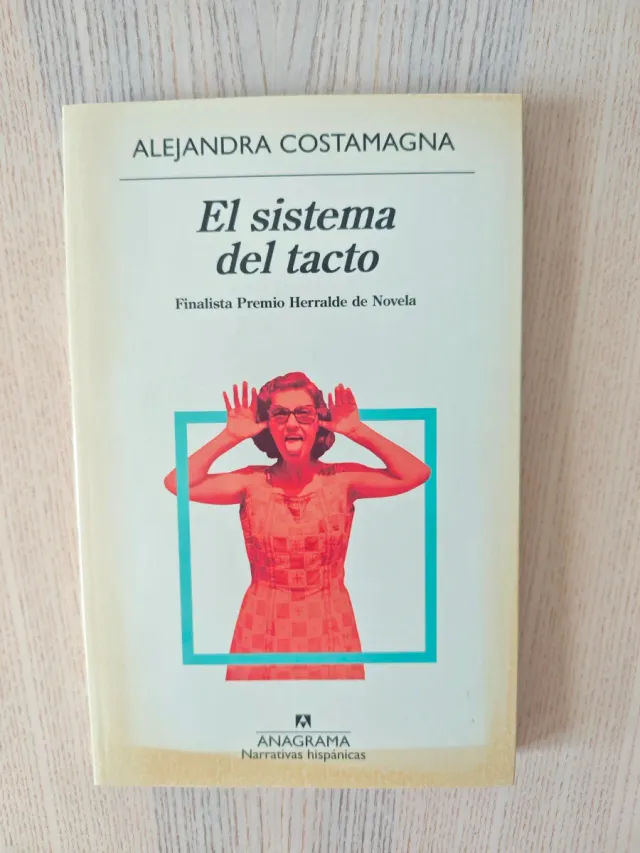 ALEJANDRA COSTAMAGNA
El sistema
del tacto
Finalista Premio Herralde de Novela
ANAGRAMA
Narrativas hispánicas